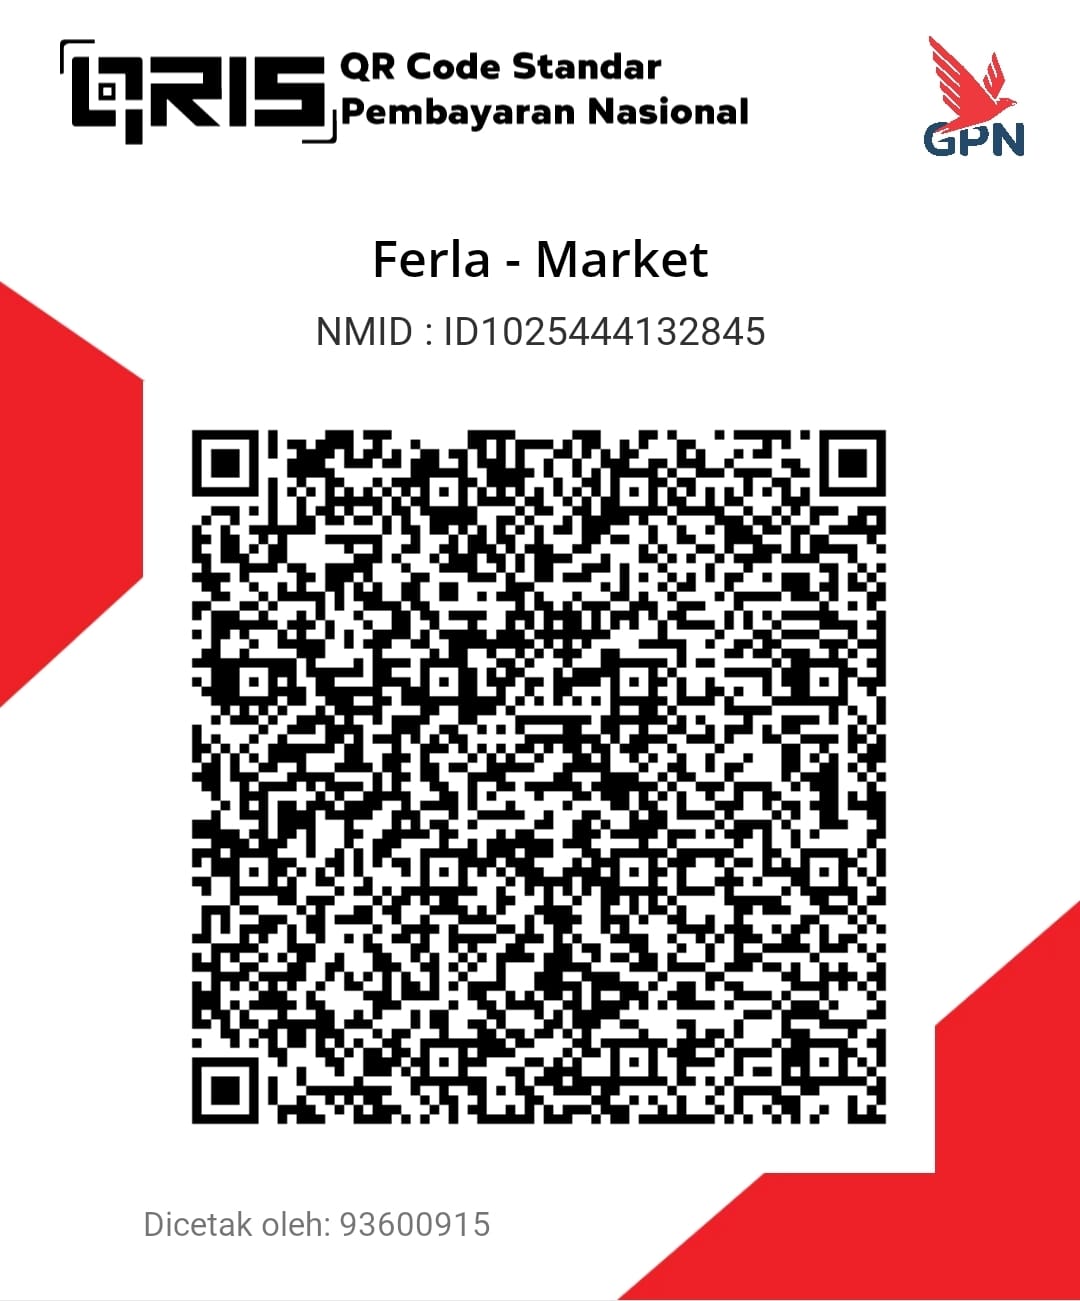 QRIS
QR Code Standar
Pembayaran Nasional
GPN
Ferla - Market
NMID : ID1025444132845
Dicetak oleh: 93600915